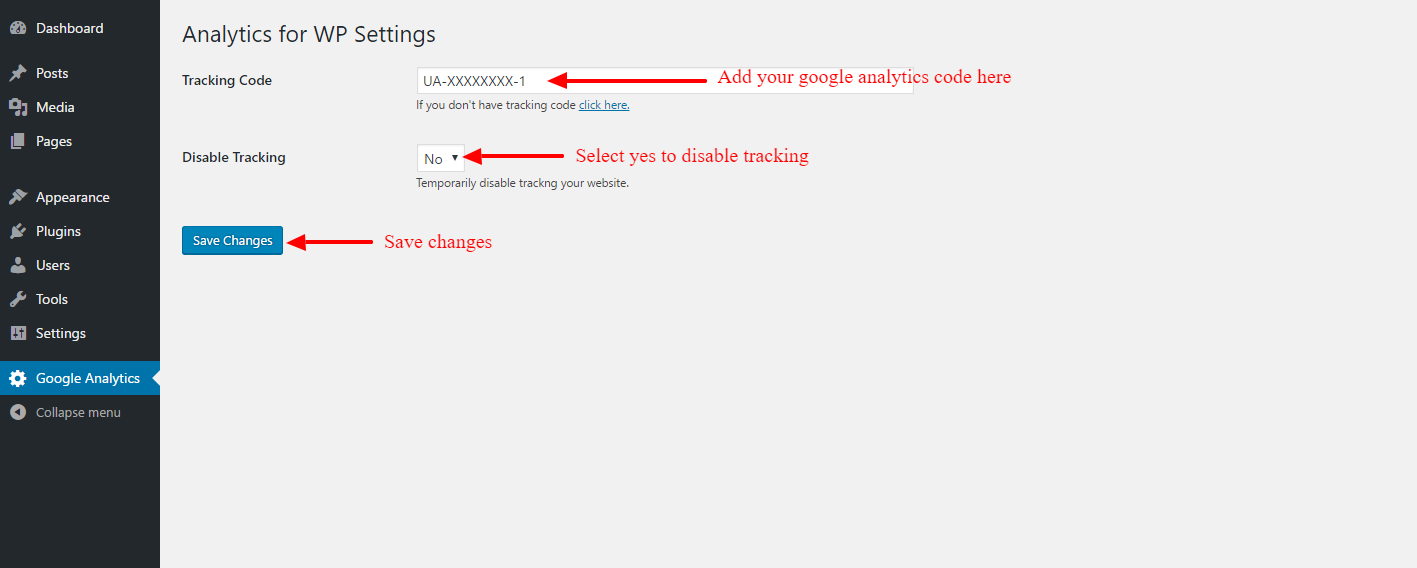 Dashboard
Posts
Media
Pages
Appearance
Plugins
Users
Tools
Settings
Google Analytics
Collapse menu
Analytics for WP Settings
Tracking Code
UA-XXXXXXXX-1
Add your google analytics code here
If you don't have tracking code click here.
Disable Tracking
No
Select yes to disable tracking
Temporarily disable trackng your website.
Save Changes
Save changes